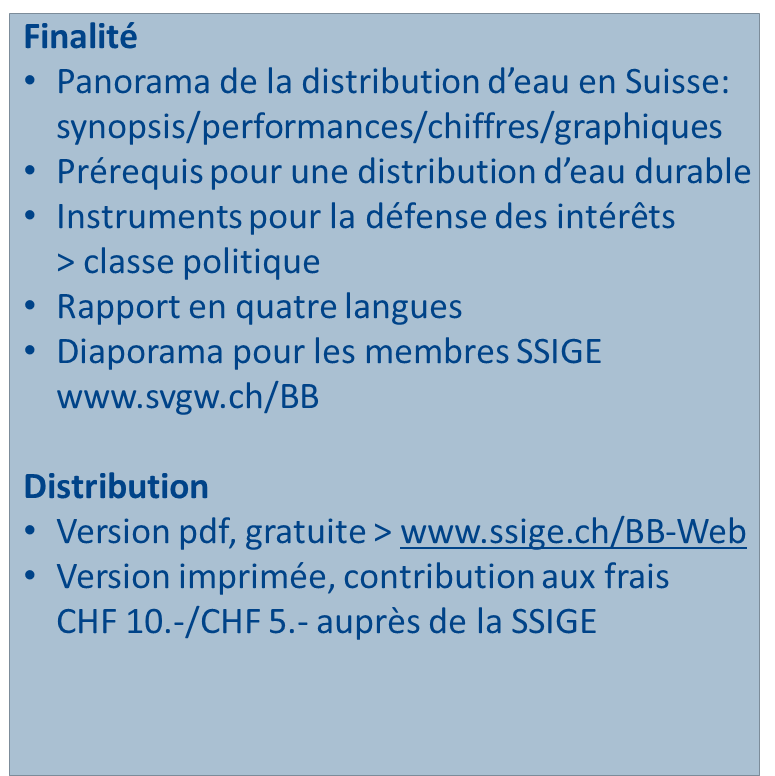 Finalité
• Panorama de la distribution d’eau en Suisse:
synopsis/performances/chiffres/graphiques
• Prérequis pour une distribution d’eau durable
• Instruments pour la défense des intérêts
> classe politique
• Rapport en quatre langues
• Diaporama pour les membres SSIGE
www.svgw.ch/BB
Distribution
• Version pdf, gratuite > www.ssige.ch/BB-Web
• Version imprimée, contribution aux frais
CHF 10.-/CHF 5.- auprès de la SSIGE